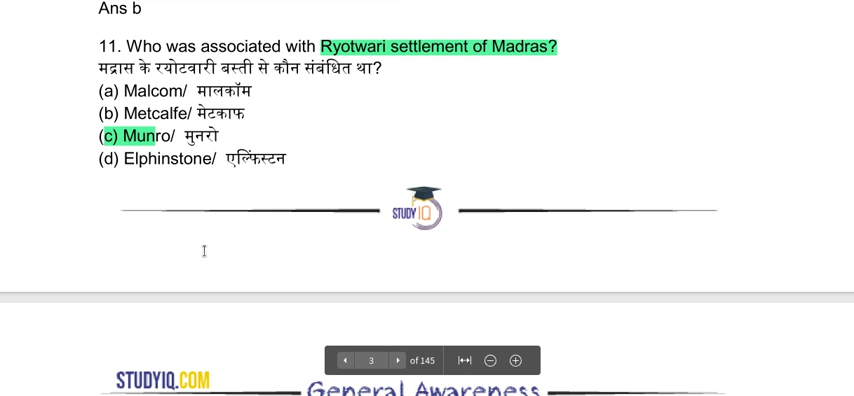 Ans b
11. Who was associated with Ryotwari settlement of Madras?
मद्रास के रयोटवारी बस्ती से कौन संबंधित था?
(a) Malcom/ मालकॉम
(b) Metcalfe/ मेटकाफ
(c) Munro/ मुनरो
(d) Elphinstone/ एल्फिंस्टन
STUDY IQ
3 of 145
STUDYIQ.COM
General Awareness